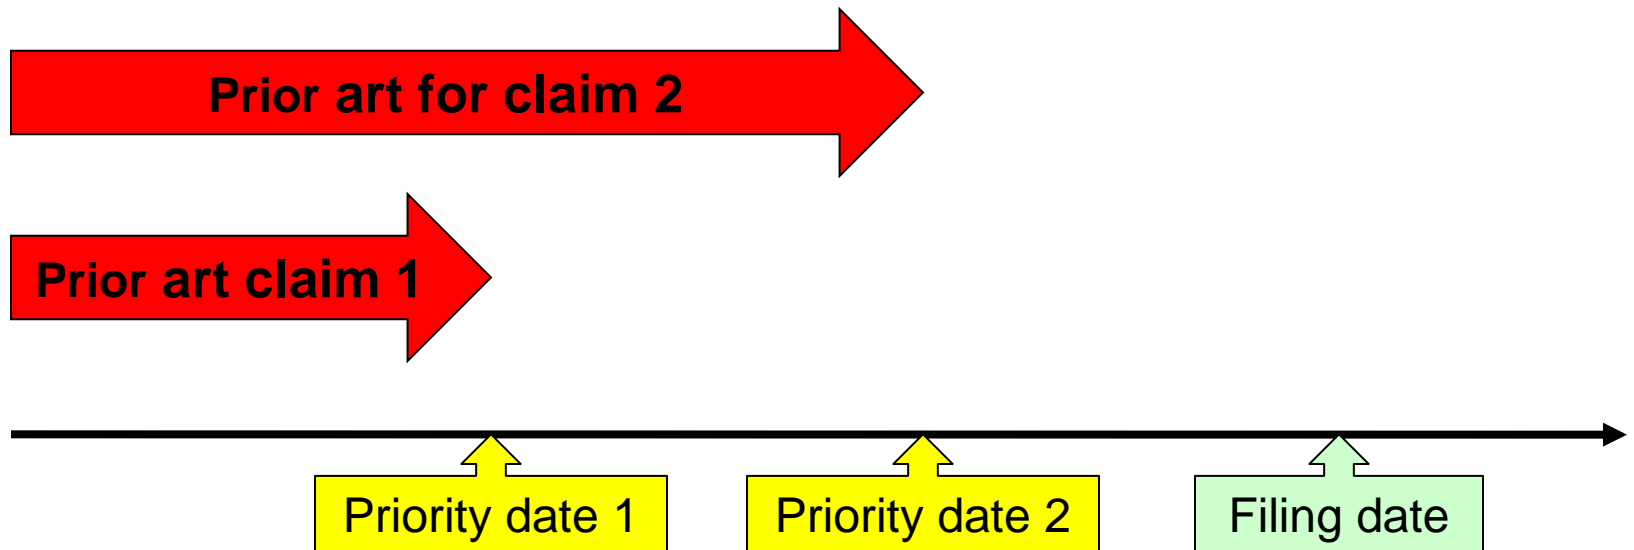 Prior art for claim 2
Prior art claim 1
Priority date 1
Priority date 2
Filing date